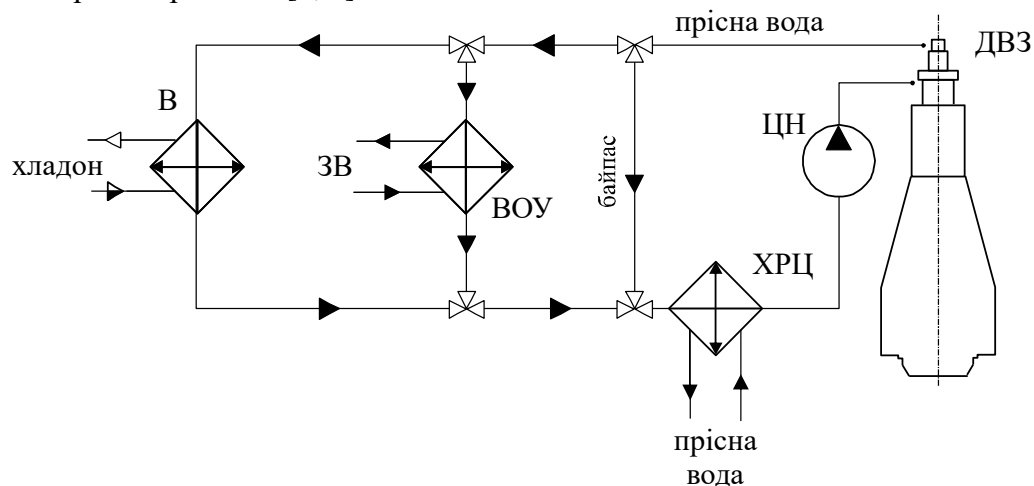 прісна вода
ДВЗ
В
ЦН
хладон
ЗВ
байпас
ВОУ
ХРЦ
прісна
вода